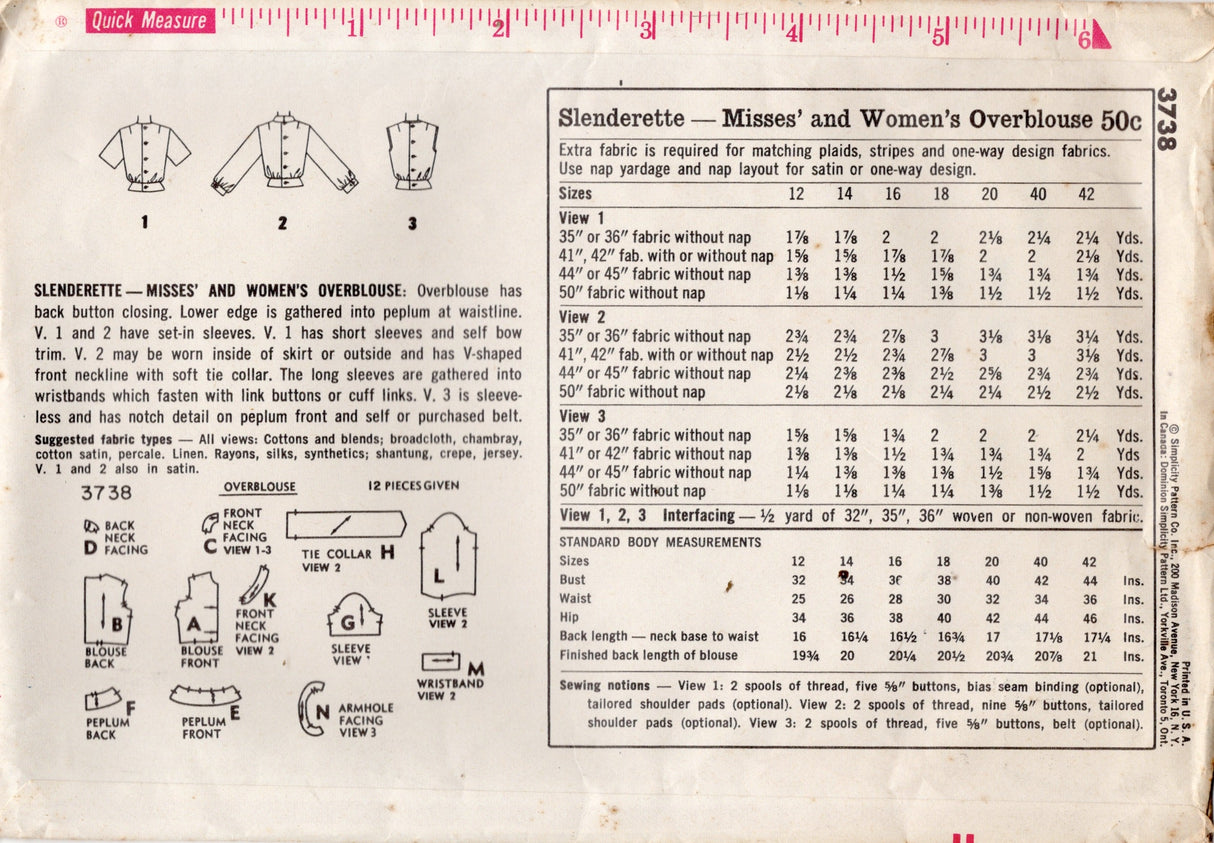 ® Quick Measure 1 2 3 4 5 6
1 2 3
SLENDERETTE — MISSES' AND WOMEN'S OVERBLOUSE: Overblouse has
back button closing. Lower edge is gathered into peplum at waistline.
V. 1 and 2 have set-in sleeves. V. 1 has short sleeves and self bow
trim. V. 2 may be worn inside of skirt or outside and has V-shaped
front neckline with soft tie collar. The long sleeves are gathered into
wristbands which fasten with link buttons or cuff links. V. 3 is sleeve-
less and has notch detail on peplum front and self or purchased belt.
Suggested fabric types — All views: Cottons and blends; broadcloth, chambray,
cotton satin, percale. Linen. Rayons, silks, synthetics; shantung, crepe, jersey.
V. 1 and 2 also in satin.
3738 OVERBLOUSE 12 PIECES GIVEN
BACK
NECK
D FACING
FRONT
NECK
FACING
C VIEW 1-3
TIE COLLAR H
VIEW 2
L
SLEEVE
VIEW 2
B
BLOUSE
BACK
A
BLOUSE
FRONT
K
FRONT
NECK
FACING
VIEW 2
G
SLEEVE
VIEW
M
WRISTBAND
VIEW 2
F
PEPLUM
BACK
PEPLUM E
FRONT
N ARMHOLE
FACING
VIEW 3
Slenderette — Misses' and Women's Overblouse 50c
Extra fabric is required for matching plaids, stripes and one-way design fabrics.
Use nap yardage and nap layout for satin or one-way design.
Sizes 12 14 16 18 20 40 42
View 1
35" or 36" fabric without nap 1⅞ 1⅞ 2 2 2⅛ 2¼ 2¼ Yds.
41", 42" fab. with or without nap 1⅝ 1⅝ 1⅞ 1⅞ 2 2 2⅛ Yds.
44" or 45" fabric without nap 1⅜ 1⅜ 1½ 1⅝ 1¾ 1¾ 1¾ Yds.
50" fabric without nap 1⅛ 1¼ 1¼ 1⅜ 1½ 1½ 1½ Yds.
View 2
35" or 36" fabric without nap 2¾ 2¾ 2⅞ 3 3⅛ 3⅛ 3¼ Yds.
41", 42" fab. with or without nap 2½ 2½ 2¾ 2⅞ 3 3 3⅛ Yds.
44" or 45" fabric without nap 2¼ 2⅜ 2⅜ 2½ 2⅝ 2¾ 2¾ Yds.
50" fabric without nap 2⅛ 2⅛ 2⅛ 2¼ 2¼ 2½ 2½ Yds.
View 3
35" or 36" fabric without nap 1⅝ 1⅝ 1¾ 2 2 2 2¼ Yds.
41" or 42" fabric without nap 1⅜ 1⅜ 1½ 1¾ 1¾ 1¾ 2 Yds
44" or 45" fabric without nap 1¼ 1⅜ 1⅜ 1⅜ 1½ 1⅝ 1¾ Yds.
50" fabric without nap 1⅛ 1⅛ 1¼ 1¼ 1⅜ 1½ 1½ Yds.
View 1, 2, 3 Interfacing — ½ yard of 32", 35", 36" woven or non-woven fabric.
STANDARD BODY MEASUREMENTS
Sizes 12 14 16 18 20 40 42
Bust 32 34 36 38 40 42 44 Ins.
Waist 25 26 28 30 32 34 36 Ins.
Hip 34 36 38 40 42 44 46 Ins.
Back length — neck base to waist 16 16¼ 16½ 16¾ 17 17⅛ 17¼ Ins.
Finished back length of blouse 19¾ 20 20¼ 20½ 20¾ 20⅞ 21 Ins.
Sewing notions — View 1: 2 spools of thread, five ⅝" buttons, bias seam binding (optional),
tailored shoulder pads (optional). View 2: 2 spools of thread, nine ⅝" buttons, tailored
shoulder pads (optional). View 3: 2 spools of thread, five ⅝" buttons, belt (optional).
3738
Printed in U. S. A.
© Simplicity Pattern Co. Inc., 200 Madison Avenue, New York 16, N. Y.
In Canada: Dominion Simplicity Pattern Ltd., Yorkville Ave., Toronto 5, Ont.